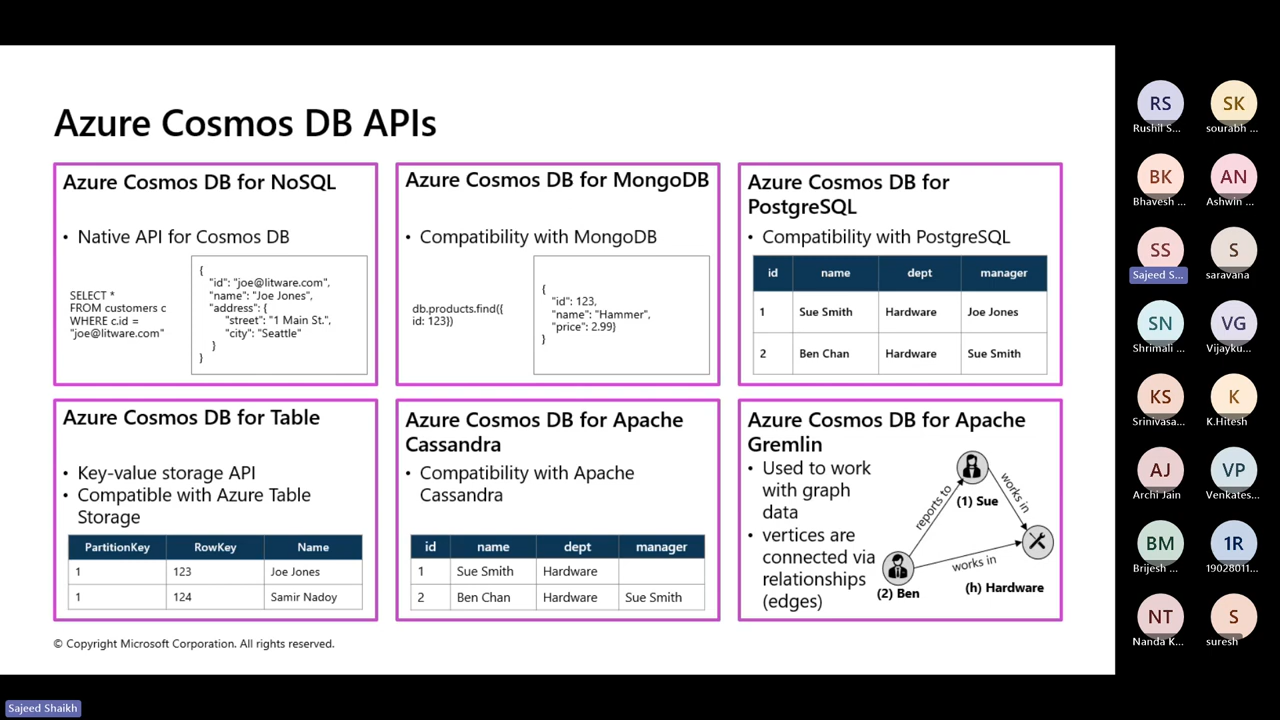 Azure Cosmos DB APIs
Azure Cosmos DB for NoSQL
• Native API for Cosmos DB
SELECT *
FROM customers c
WHERE c.id =
"joe@litware.com"
{
"id": "joe@litware.com",
"name": "Joe Jones",
"address": {
"street": "1 Main St.",
"city": "Seattle"
}
}
Azure Cosmos DB for MongoDB
• Compatibility with MongoDB
db.products.find({
id: 123})
{
"id": 123,
"name": "Hammer",
"price": 2.99}
}
Azure Cosmos DB for
PostgreSQL
• Compatibility with PostgreSQL
id name dept manager
1 Sue Smith Hardware Joe Jones
2 Ben Chan Hardware Sue Smith
Azure Cosmos DB for Table
• Key-value storage API
• Compatible with Azure Table
Storage
PartitionKey RowKey Name
1 123 Joe Jones
1 124 Samir Nadoy
Azure Cosmos DB for Apache
Cassandra
• Compatibility with Apache
Cassandra
id name dept manager
1 Sue Smith Hardware
2 Ben Chan Hardware Sue Smith
Azure Cosmos DB for Apache
Gremlin
• Used to work
with graph
data
• vertices are
connected via
relationships
(edges)
reports to
works in
(1) Sue
works in
(2) Ben
(h) Hardware
© Copyright Microsoft Corporation. All rights reserved.
RS SK
Rushil S... sourabh ...
BK AN
Bhavesh ... Ashwin ...
SS S
Sajeed S... saravana
SN VG
Shrimali ... Vijayku...
KS K
Srinivasa... K.Hitesh
AJ VP
Archi Jain Venkates...
BM 1R
Brijesh ... 19028011...
NT S
Nanda K... suresh
Sajeed Shaikh